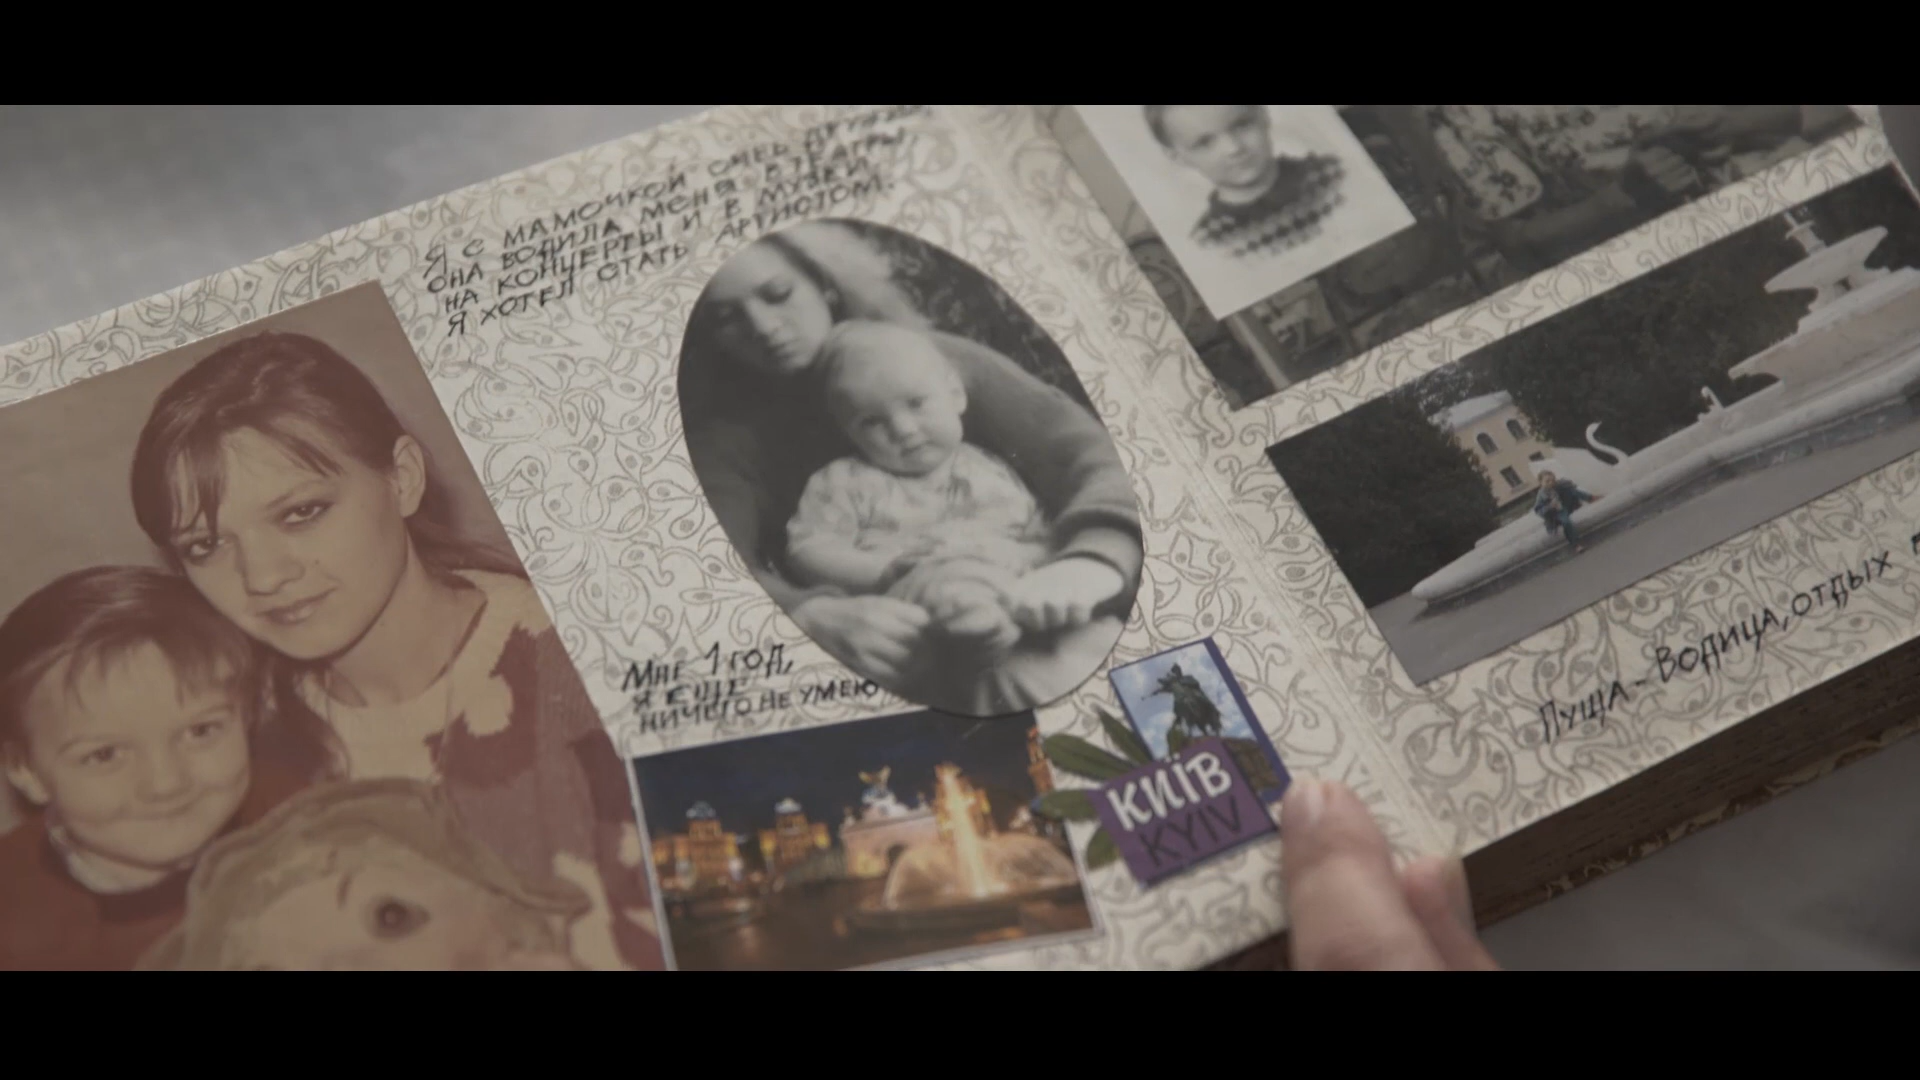 Я С МАМОЧКОЙ ОЧЕЬ ДРУЖИЛ.
ОНА ВОДИЛА МЕНЯ В ТЕАТРЫ,
НА КОНЦЕРТЫ И В МУЗЕИ.
Я ХОТЕЛ СТАТЬ АРТИСТОМ.
МНЕ 1 ГОД,
Я ЕЩЕ
НИЧЕГО НЕ УМЕЮ
КИЇВ
KYIV
ПУЩА-ВОДИЦА, ОТДЫХ